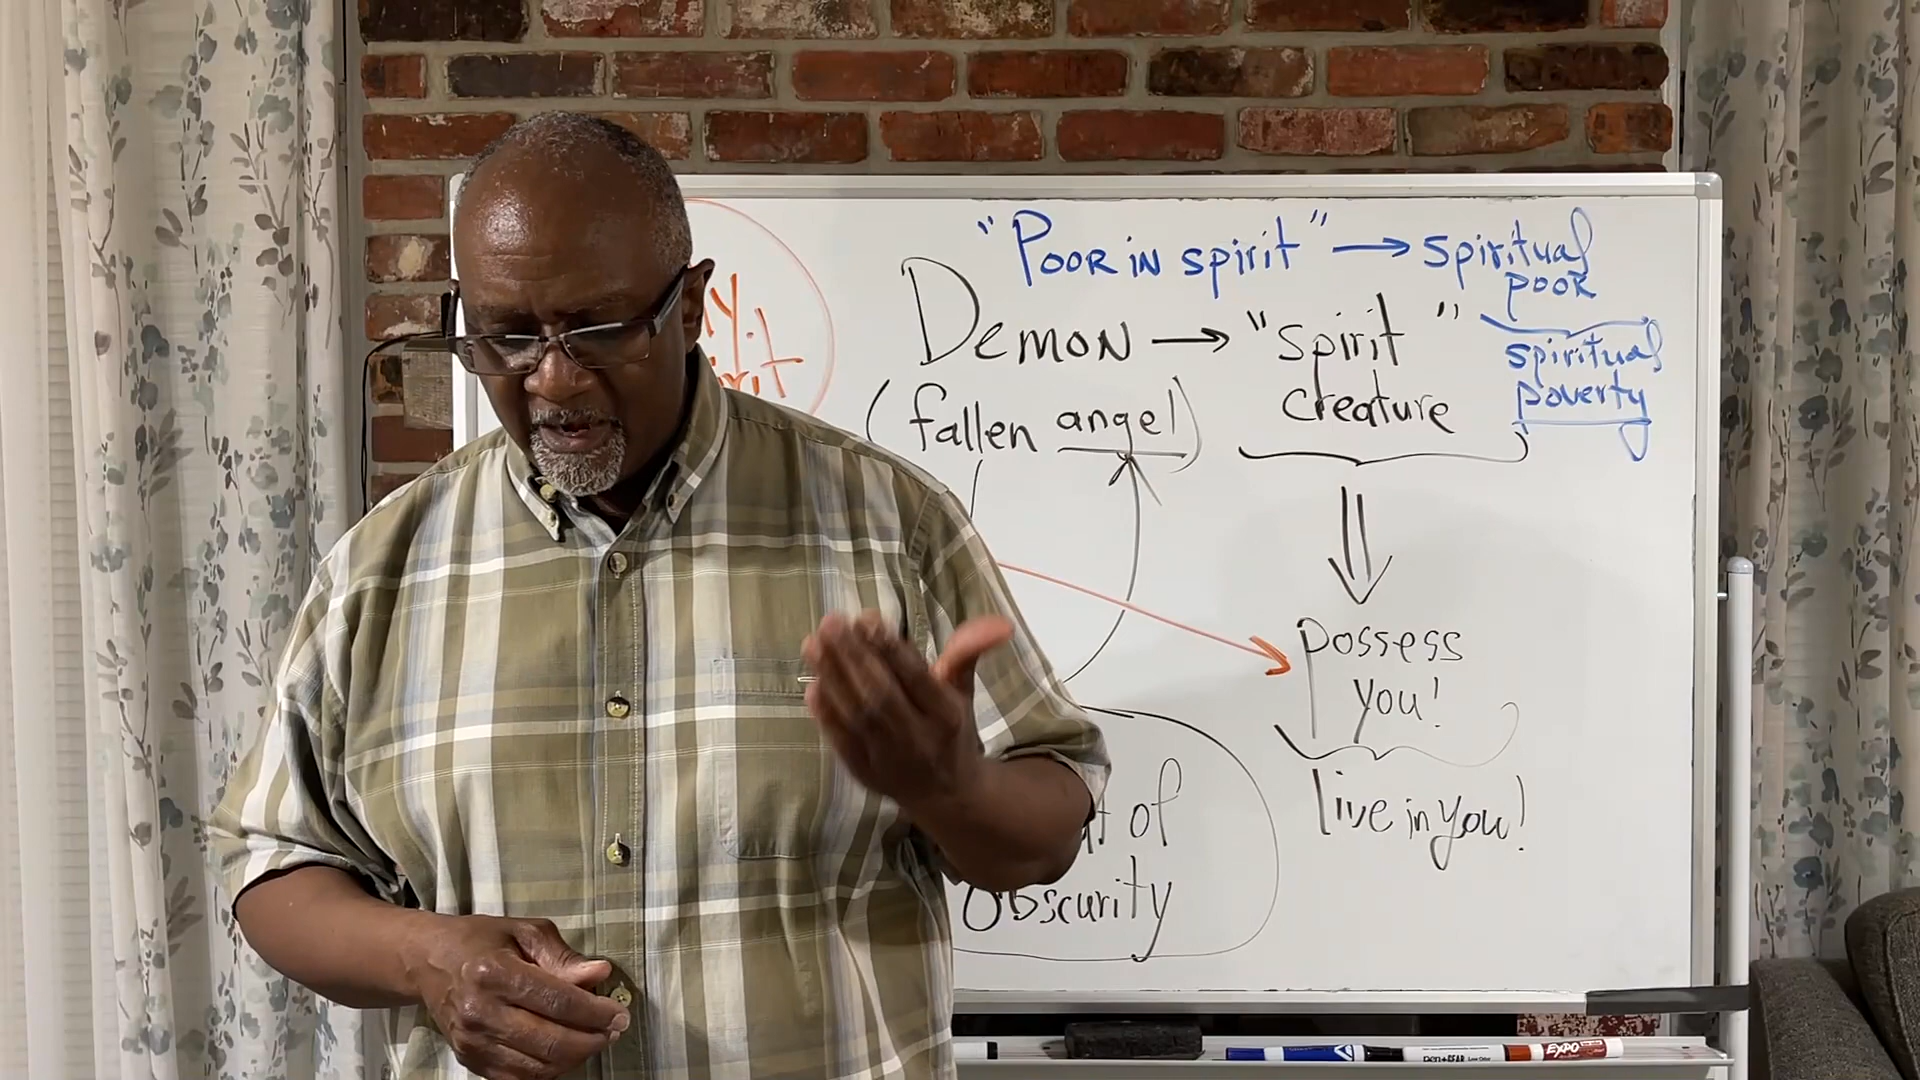 "Poor in spirit" → spiritual
poor
Demon → "spirit"
creature
(fallen angel)
spiritual
poverty
Possess
you!
live in you!
of
Obscurity
EXPO